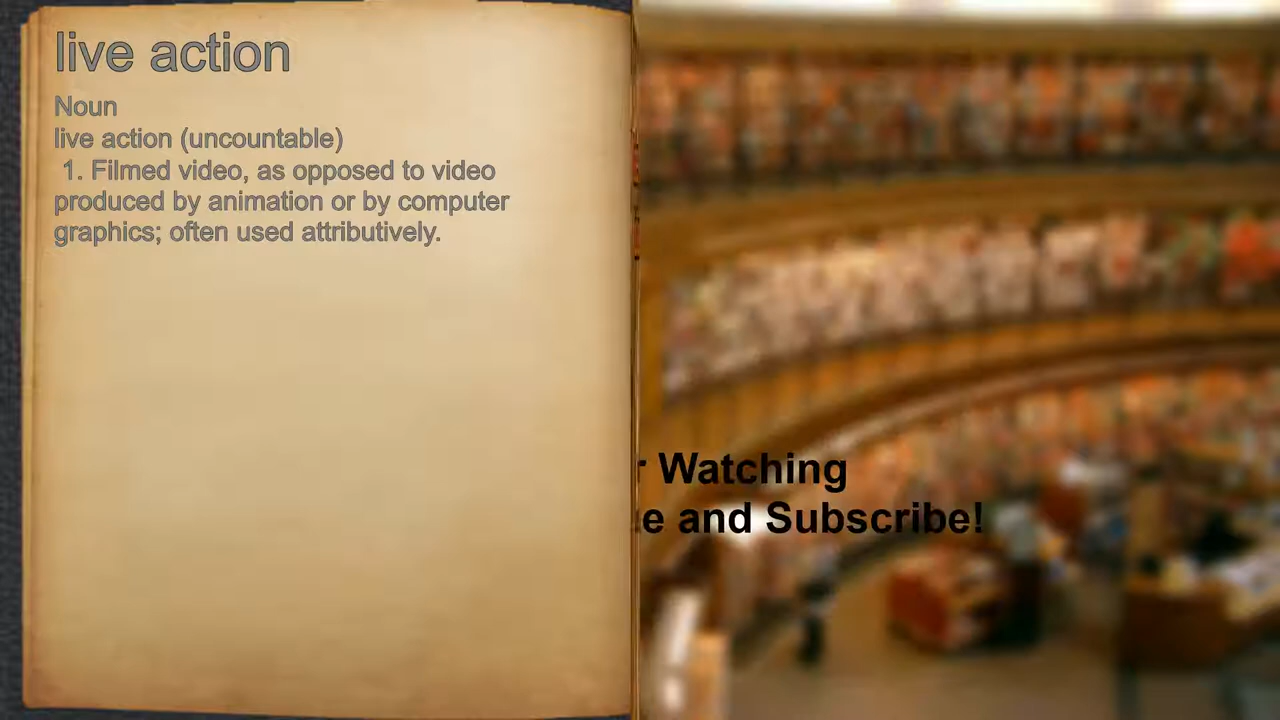 live action
Noun
live action (uncountable)
1. Filmed video, as opposed to video
produced by animation or by computer
graphics; often used attributively.
Watching
and Subscribe!